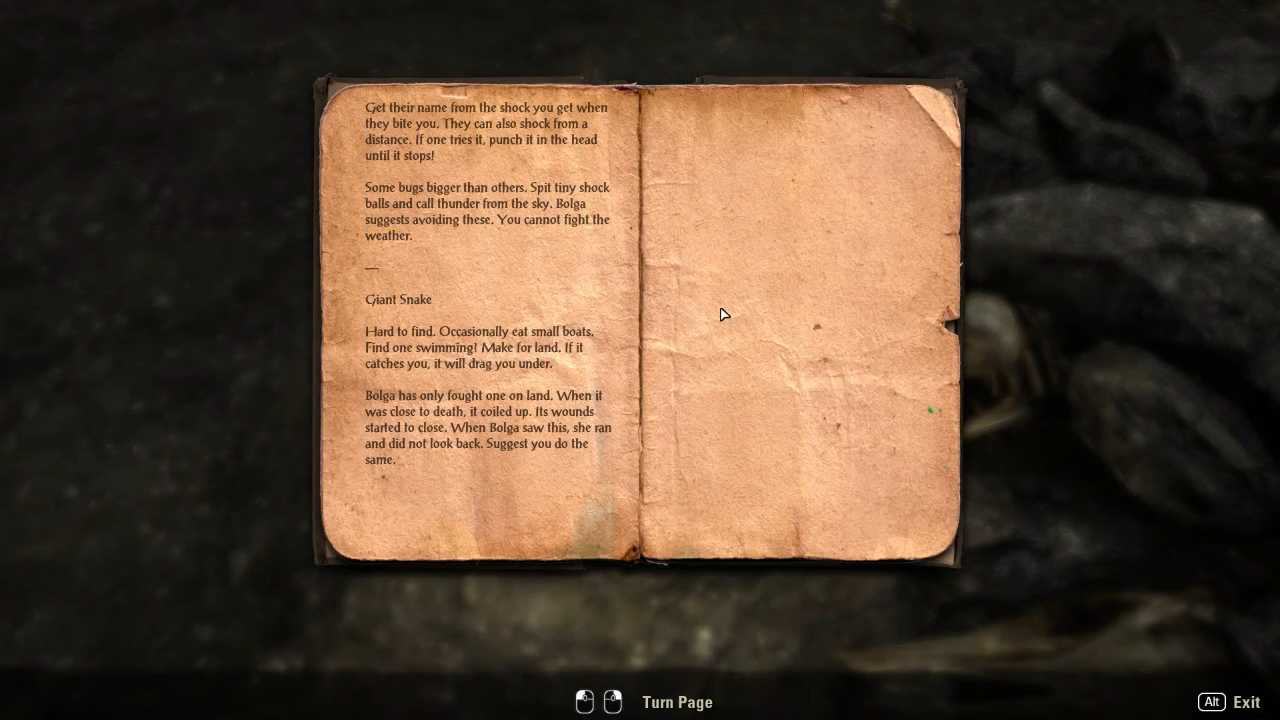 Get their name from the shock you get when
they bite you. They can also shock from a
distance. If one tries it, punch it in the head
until it stops!
Some bugs bigger than others. Spit tiny shock
balls and call thunder from the sky. Bolga
suggests avoiding these. You cannot fight the
weather.
—
Giant Snake
Hard to find. Occasionally eat small boats.
Find one swimming? Make for land. If it
catches you, it will drag you under.
Bolga has only fought one on land. When it
was close to death, it coiled up. Its wounds
started to close. When Bolga saw this, she ran
and did not look back. Suggest you do the
same.
Turn Page
Alt Exit